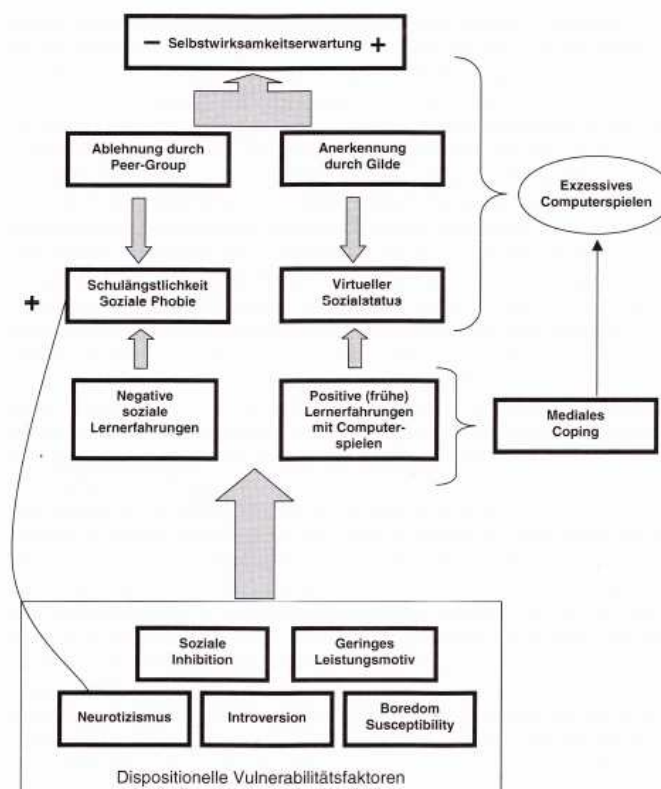 − Selbstwirksamkeitserwartung +
Ablehnung durch
Peer-Group
Anerkennung
durch Gilde
Exzessives
Computerspielen
+
Schulängstlichkeit
Soziale Phobie
Virtueller
Sozialstatua
Negative
soziale
Lernerfahrungen
Positive (frühe)
Lernerfahrungen
mit Computer-
spielen
Mediales
Coping
Soziale
Inhibition
Geringes
Leistungsmotiv
Neurotizismus
Introversion
Boredom
Susceptibility
Dispositionelle Vulnerabilitätsfaktoren